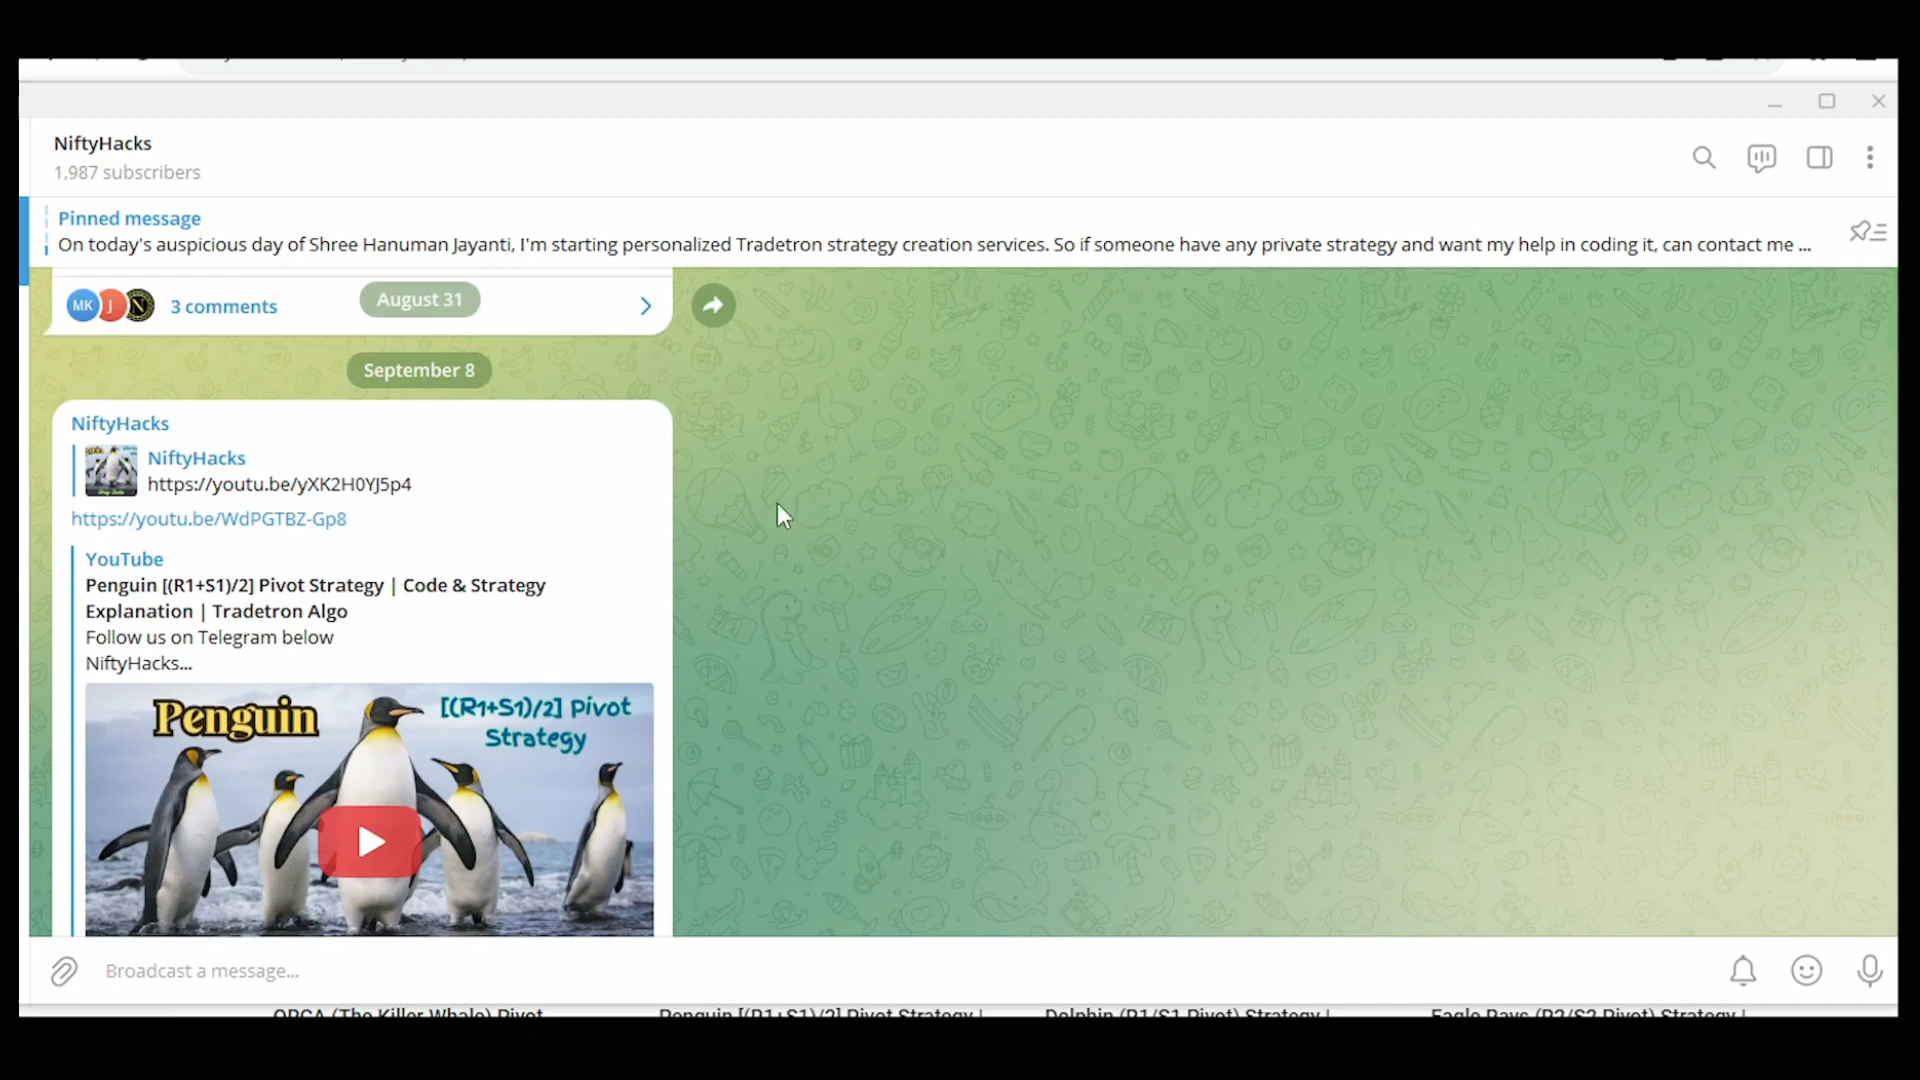 NiftyHacks
1,987 subscribers
Pinned message
On today's auspicious day of Shree Hanuman Jayanti, I'm starting personalized Tradetron strategy creation services. So if someone have any private strategy and want my help in coding it, can contact me ...
MK J N 3 comments
August 31
September 8
NiftyHacks
NiftyHacks
https://youtu.be/yXK2H0YJ5p4
https://youtu.be/WdPGTBZ-Gp8
YouTube
Penguin [(R1+S1)/2] Pivot Strategy | Code & Strategy
Explanation | Tradetron Algo
Follow us on Telegram below
NiftyHacks...
Penguin
[(R1+S1)/2] Pivot
Strategy
Broadcast a message...
ORCA (The Killer Whale) Pivot
Penguin [(R1+S1)/2] Pivot Strategy |
Dolphin (R1/S1 Pivot) Strategy |
Eagle Rays (R2/S2 Pivot) Strategy |